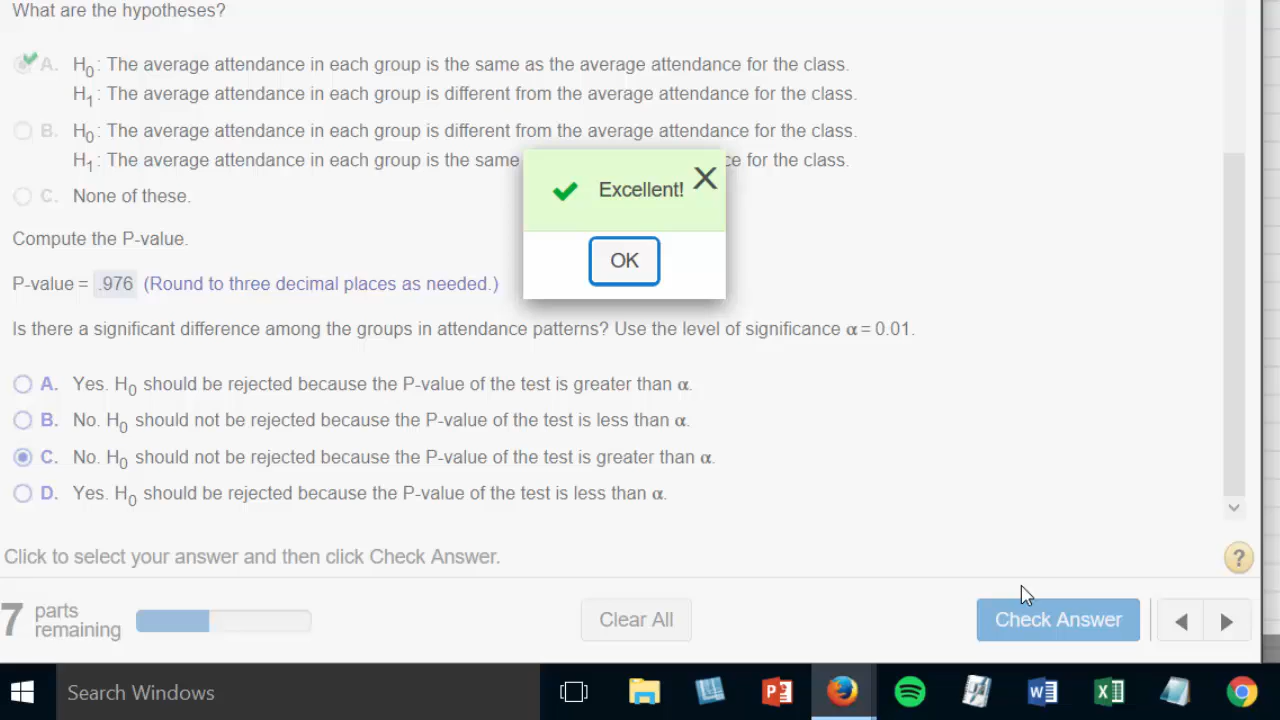 What are the hypotheses?
A. H0: The average attendance in each group is the same as the average attendance for the class.
H1: The average attendance in each group is different from the average attendance for the class.
B. H0: The average attendance in each group is different from the average attendance for the class.
H1: The average attendance in each group is the same ce for the class.
C. None of these.
Excellent!
OK
Compute the P-value.
P-value = .976 (Round to three decimal places as needed.)
Is there a significant difference among the groups in attendance patterns? Use the level of significance α = 0.01.
A. Yes. H0 should be rejected because the P-value of the test is greater than α.
B. No. H0 should not be rejected because the P-value of the test is less than α.
C. No. H0 should not be rejected because the P-value of the test is greater than α.
D. Yes. H0 should be rejected because the P-value of the test is less than α.
Click to select your answer and then click Check Answer.
?
7 parts remaining
Clear All
Check Answer
Search Windows